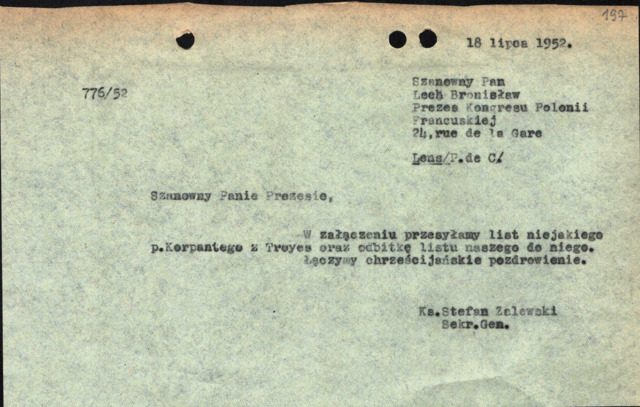 197
18 lipca 1952.
776/52
Szanowny Pan
Lech Bronisław
Prezes Kongresu Polonii
Francuskiej
24,rue de la Gare
Lens/P.de C/
Szanowny Panie Prezesie,
W załączeniu przesyłamy list niejakiego
p.Korpantego z Troyes oraz odbitkę listu naszego do niego.
Łączymy chrześcijańskie pozdrowienie.
Ks.Stefan Zalewski
Sekr.Gen.